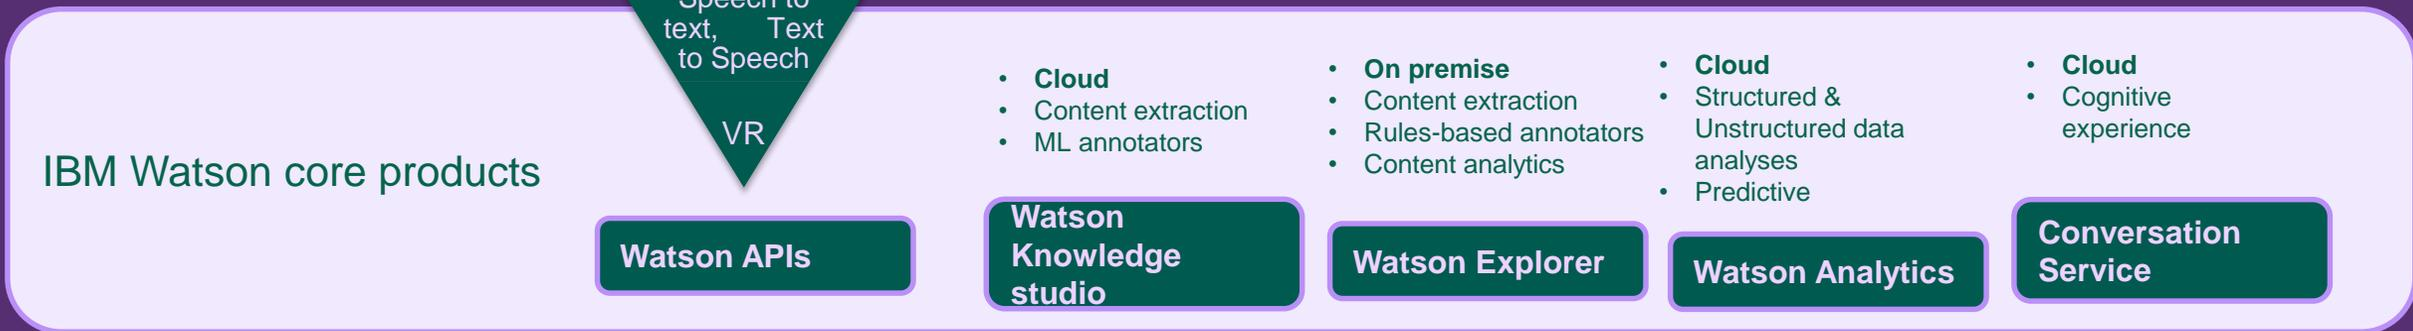 Speech to
text, Text
to Speech
VR
IBM Watson core products
Watson APIs
• Cloud
• Content extraction
• ML annotators
Watson
Knowledge
studio
• On premise
• Content extraction
• Rules-based annotators
• Content analytics
Watson Explorer
• Cloud
• Structured &
Unstructured data
analyses
• Predictive
Watson Analytics
• Cloud
• Cognitive
experience
Conversation
Service